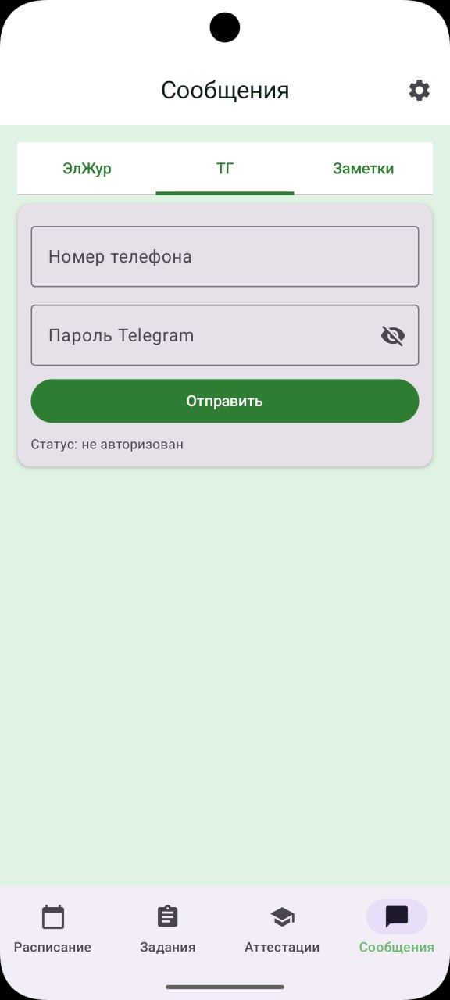 Сообщения
ЭлЖур
ТГ
Заметки
Номер телефона
Пароль Telegram
Отправить
Статус: не авторизован
Расписание
Задания
Аттестации
Сообщения